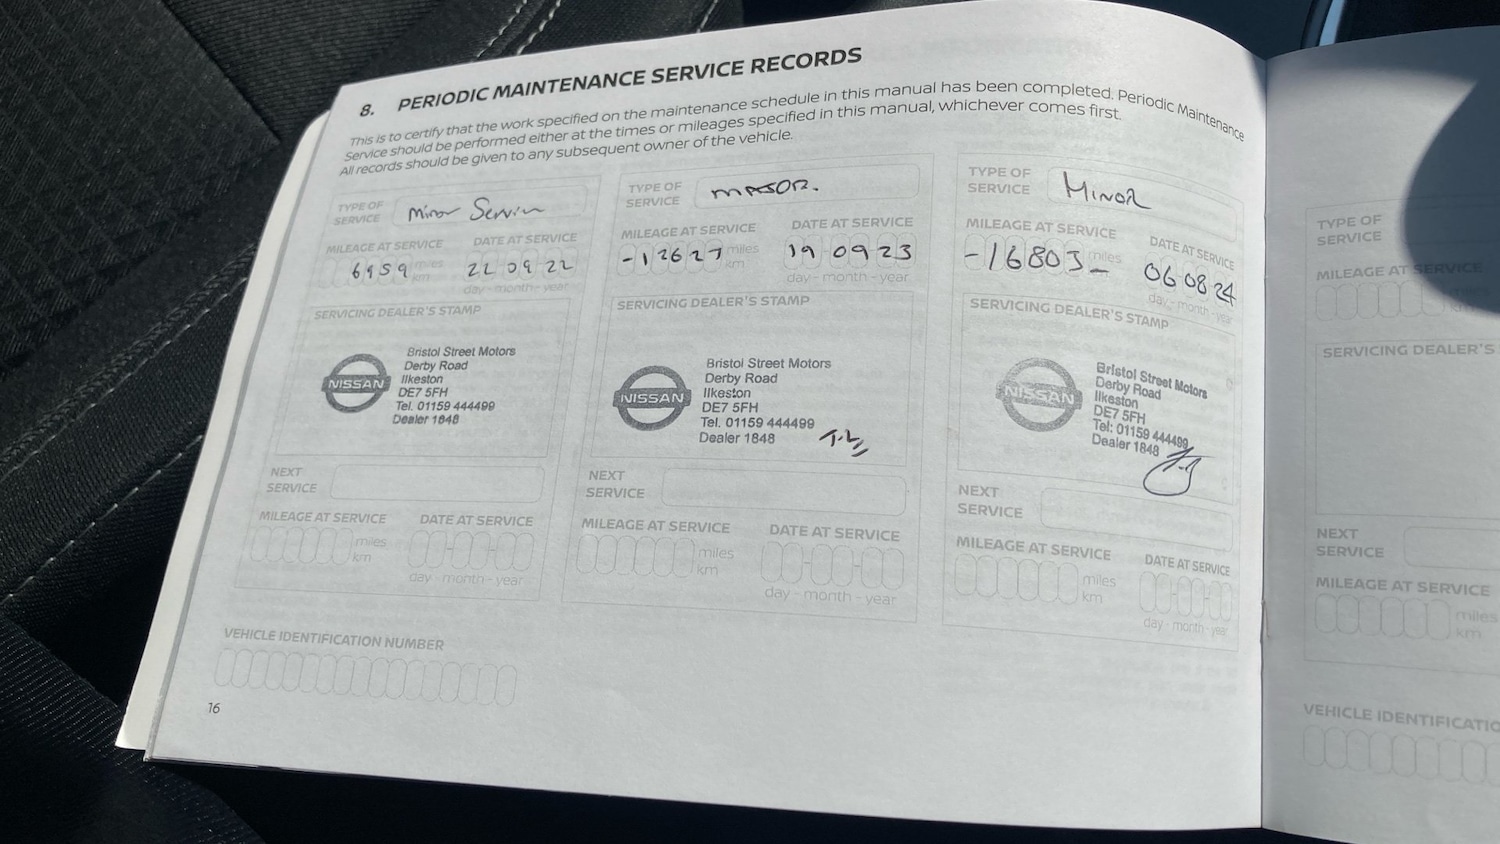 8. PERIODIC MAINTENANCE SERVICE RECORDS
This is to certify that the work specified on the maintenance schedule in this manual has been completed. Periodic Maintenance
Service should be performed either at the times or mileages specified in this manual, whichever comes first.
All records should be given to any subsequent owner of the vehicle.
TYPE OF
SERVICE
Minor Service
MILEAGE AT SERVICE
DATE AT SERVICE
6959 miles
km
22 09 22
day - month - year
SERVICING DEALER'S STAMP
NISSAN
Bristol Street Motors
Derby Road
Ilkeston
DE7 5FH
Tel. 01159 444499
Dealer 1848
NEXT
SERVICE
MILEAGE AT SERVICE
DATE AT SERVICE
miles
km
day - month - year
TYPE OF
SERVICE
MAJOR.
MILEAGE AT SERVICE
DATE AT SERVICE
-12627 miles
km
19 09 23
day - month - year
SERVICING DEALER'S STAMP
NISSAN
Bristol Street Motors
Derby Road
Ilkeston
DE7 5FH
Tel. 01159 444499
Dealer 1848
NEXT
SERVICE
MILEAGE AT SERVICE
DATE AT SERVICE
miles
km
day - month - year
TYPE OF
SERVICE
MINOR
MILEAGE AT SERVICE
DATE AT SERVICE
-16803- miles
06 08 24
day - month - year
SERVICING DEALER'S STAMP
NISSAN
Bristol Street Motors
Derby Road
Ilkeston
DE7 5FH
Tel: 01159 444499
Dealer 1848
NEXT
SERVICE
MILEAGE AT SERVICE
DATE AT SERVICE
miles
km
day - month - year
VEHICLE IDENTIFICATION NUMBER
16
TYPE OF
SERVICE
MILEAGE AT SERVICE
SERVICING DEALER'S
NEXT
SERVICE
MILEAGE AT SERVICE
miles
km
VEHICLE IDENTIFICATIO